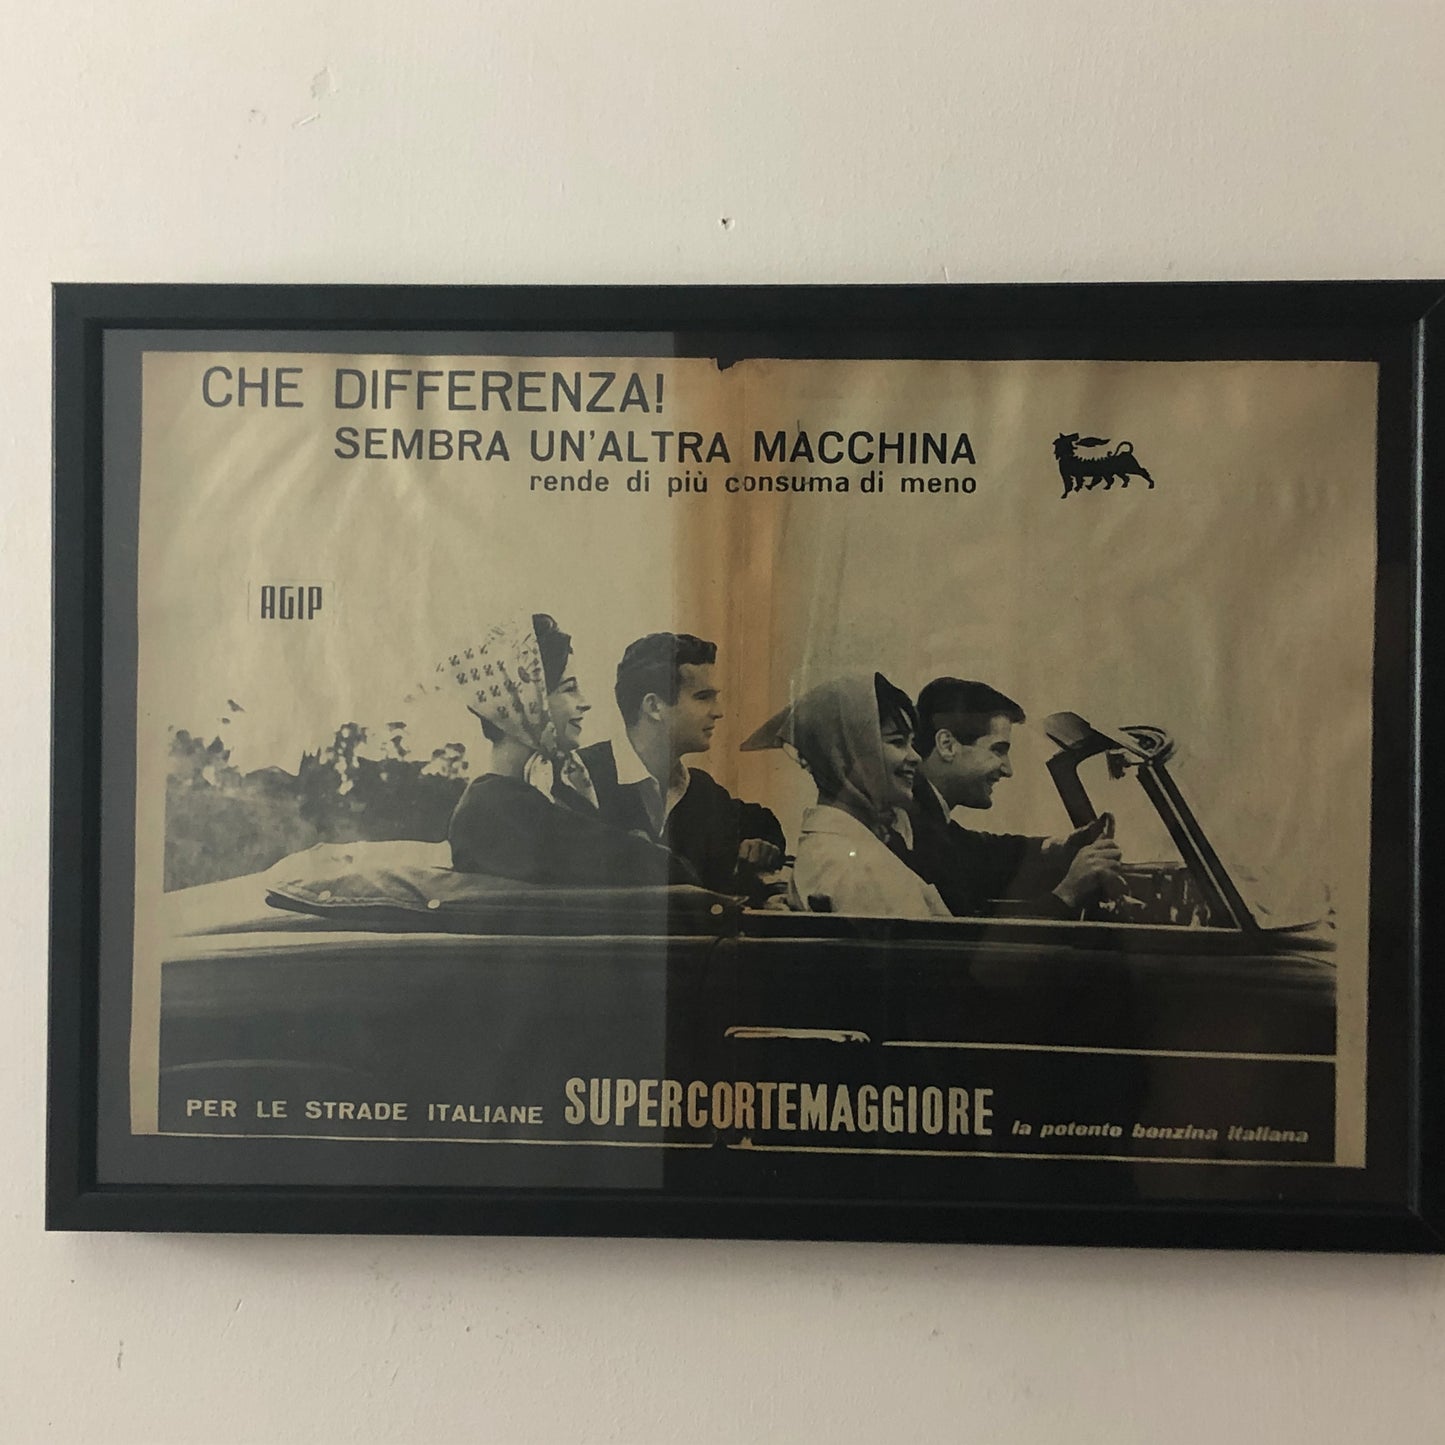 CHE DIFFERENZA!
SEMBRA UN'ALTRA MACCHINA
rende di più consuma di meno
AGIP
PER LE STRADE ITALIANE SUPERCORTEMAGGIORE la potente benzina italiana